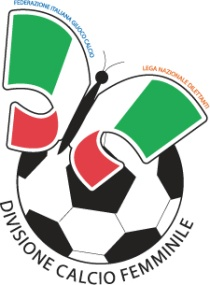 FEDERAZIONE ITALIANA GIUOCO CALCIO
LEGA NAZIONALE DILETTANTI
DIVISIONE CALCIO FEMMINILE